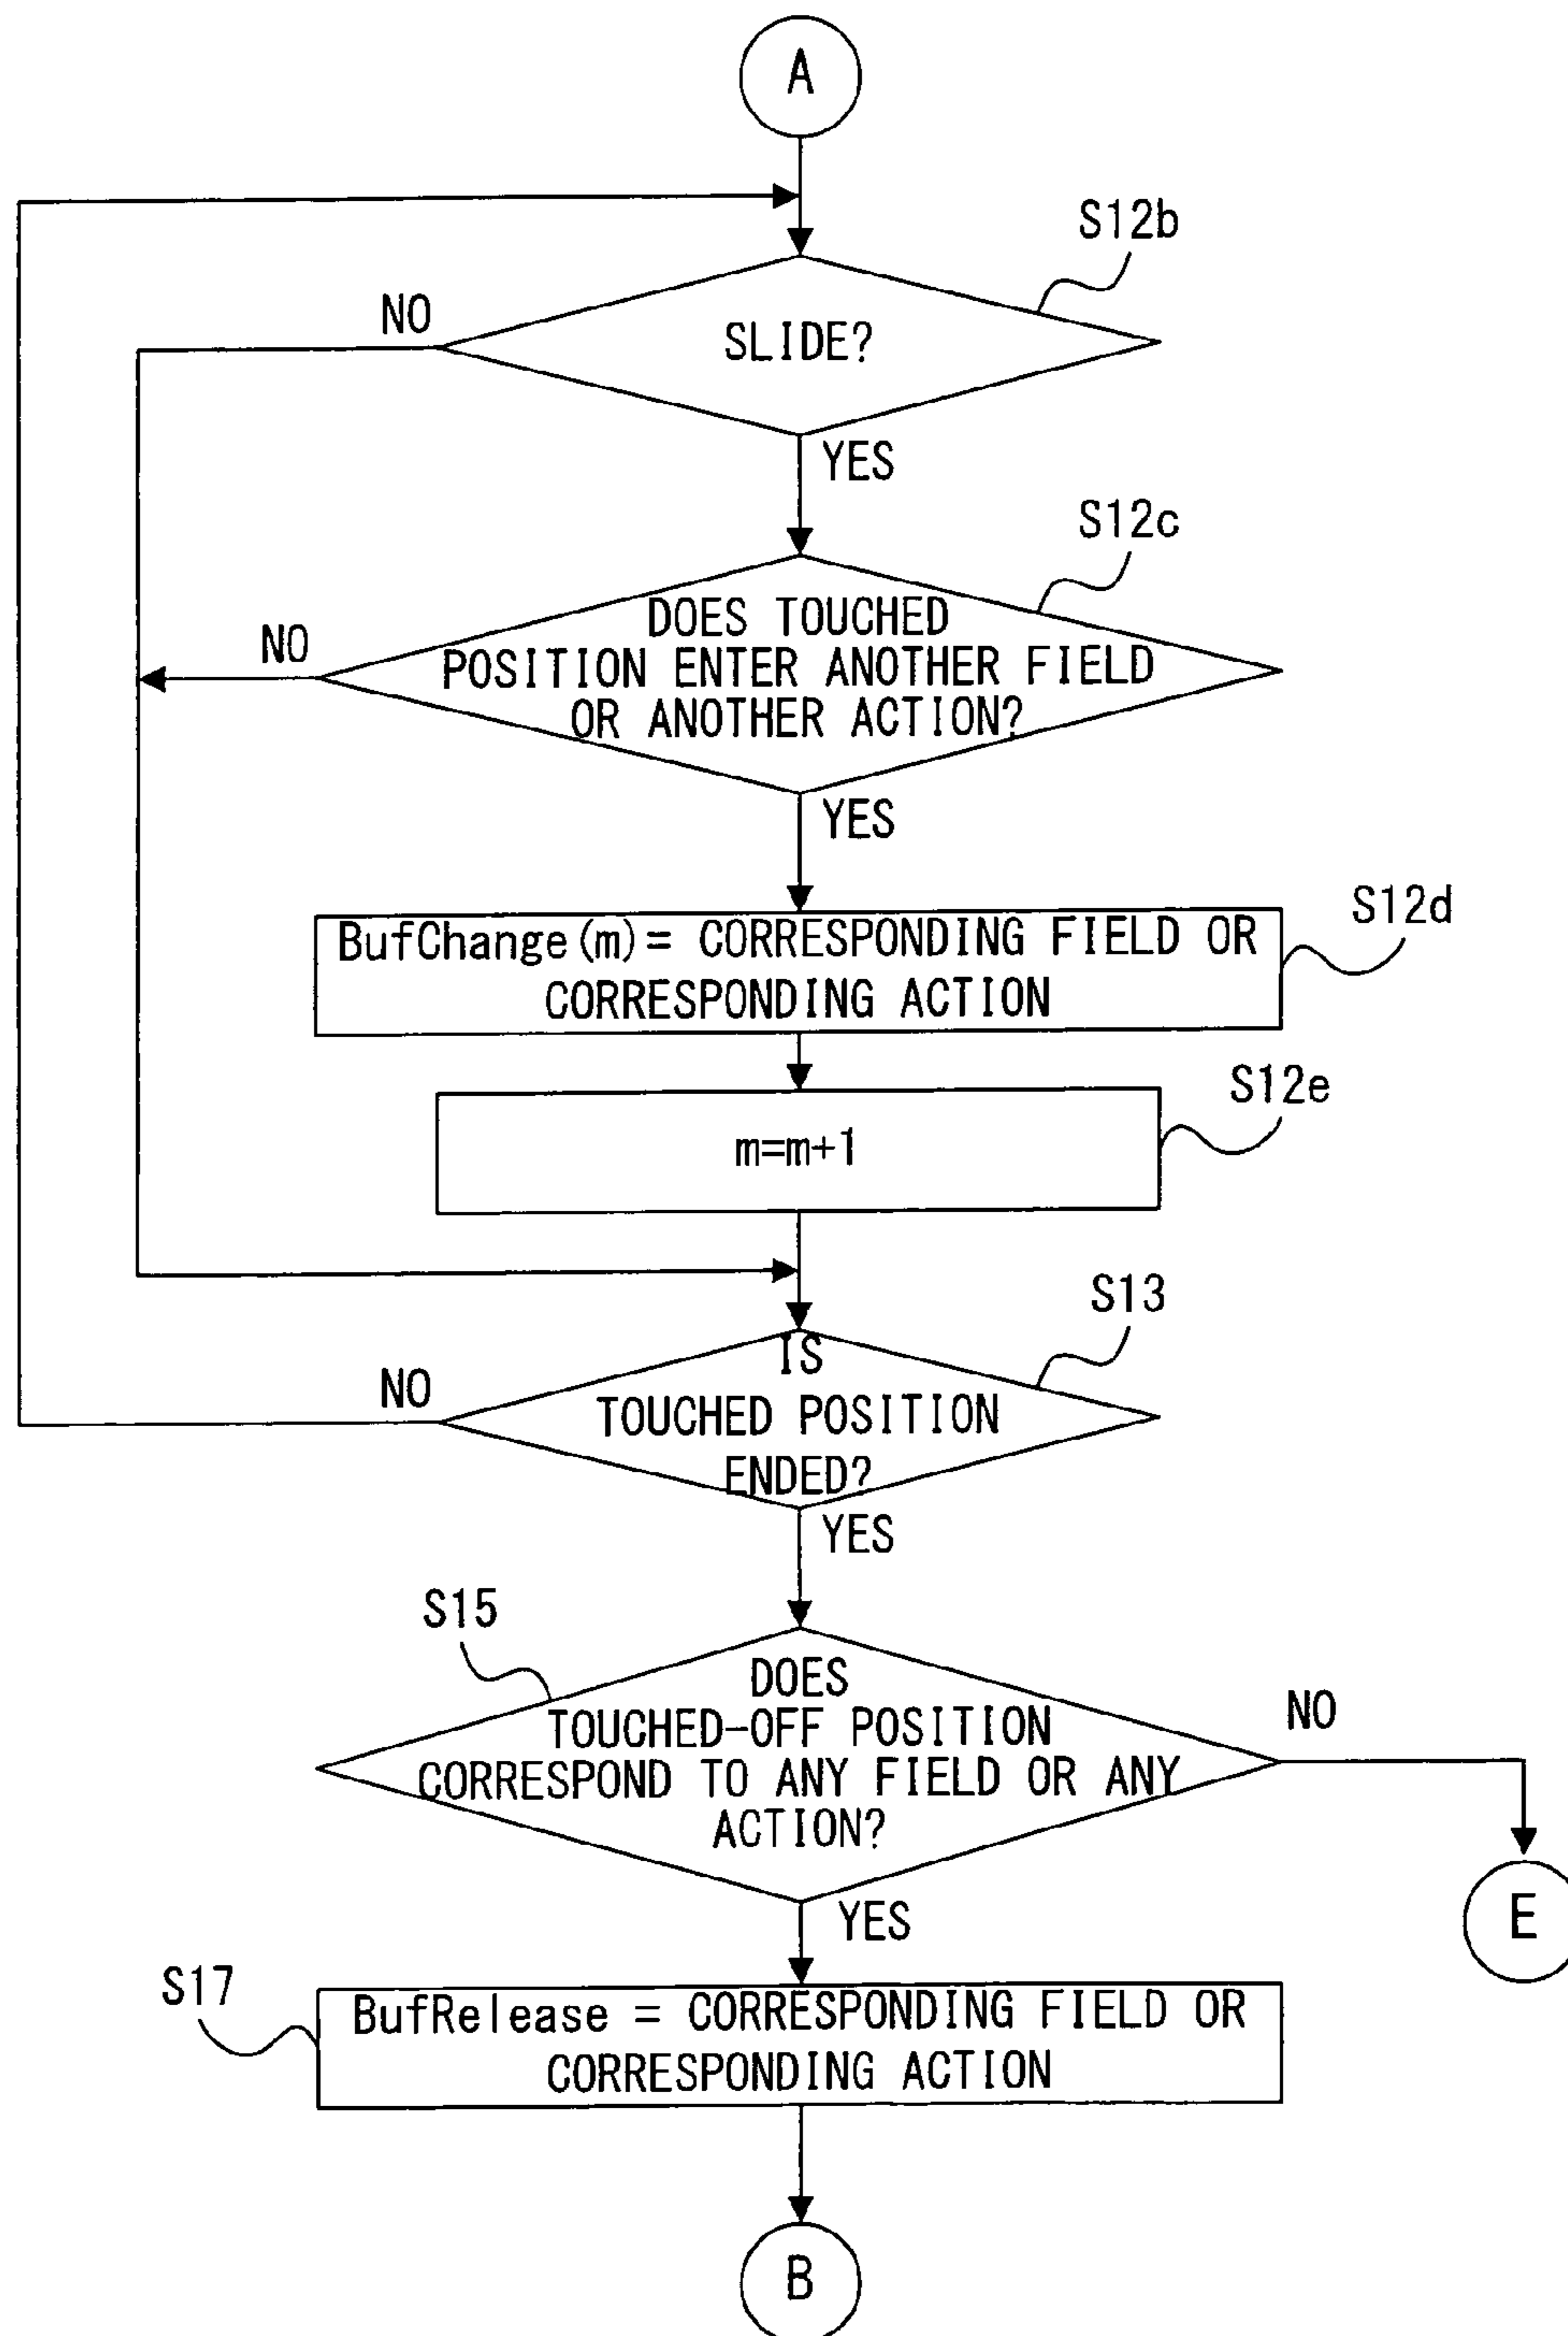 A
S12b
NO
SLIDE?
YES
S12c
DOES TOUCHED
NO
POSITION ENTER ANOTHER FIELD
OR ANOTHER ACTION?
YES
S12d
BufChange(m)= CORRESPONDING FIELD OR
CORRESPONDING ACTION
S12e
m=m+1
S13
IS
NO
TOUCHED POSITION
ENDED?
YES
S15
DOES
NO
TOUCHED-OFF POSITION
CORRESPOND TO ANY FIELD OR ANY
ACTION?
E
YES
S17
BufRelease = CORRESPONDING FIELD OR
CORRESPONDING ACTION
B